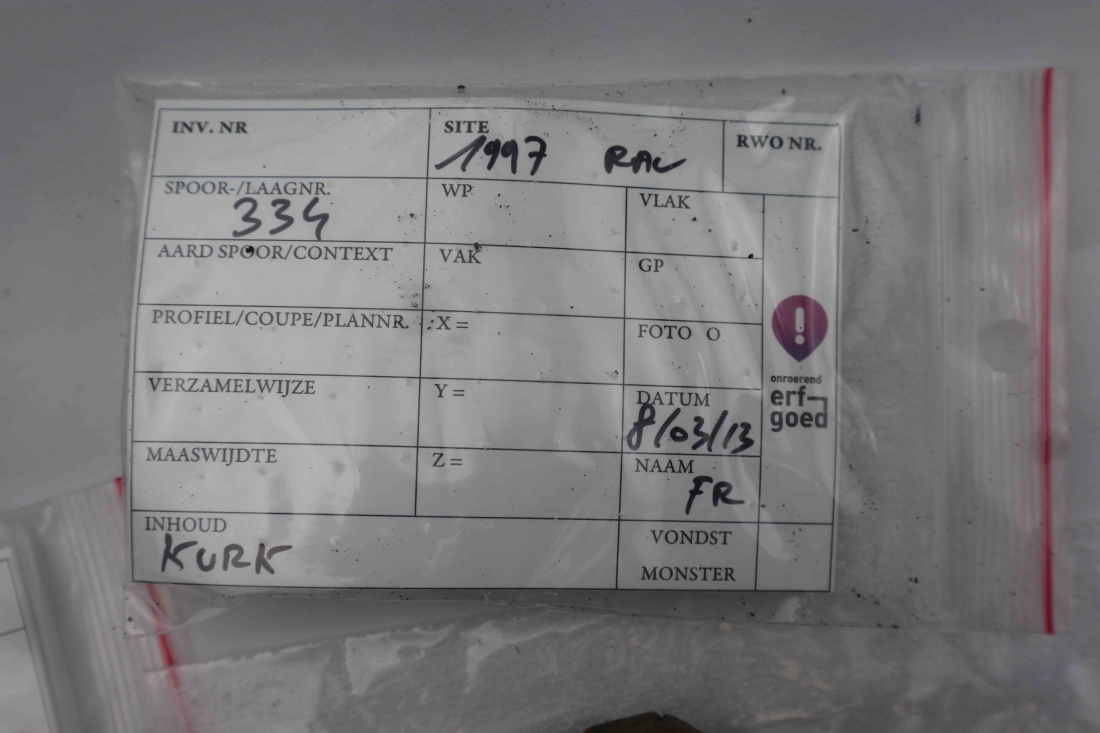 INV. NR
SITE
1997 RAV
RWO NR.
SPOOR-/LAAGNR.
334
WP
VLAK
AARD SPOOR/CONTEXT
VAK
GP
PROFIEL/COUPE/PLANNR.
X =
FOTO O
VERZAMELWIJZE
Y =
DATUM
8/03/13
MAASWIJDTE
Z =
NAAM
FR
INHOUD
KURK
VONDST
MONSTER
onroerend
erf-
goed